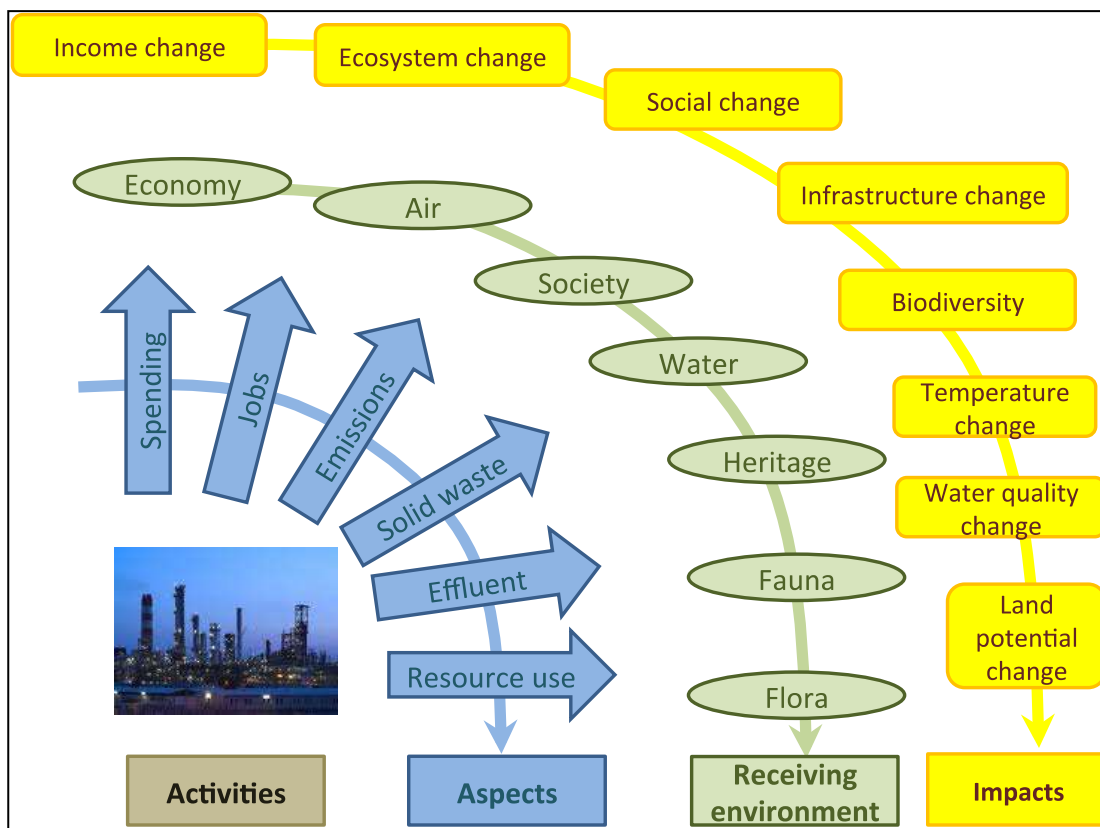 Income change
Ecosystem change
Social change
Infrastructure change
Biodiversity
Temperature
change
Water quality
change
Land
potential
change
Economy
Air
Society
Water
Heritage
Fauna
Flora
Spending
Jobs
Emissions
Solid waste
Effluent
Resource use
Activities
Aspects
Receiving
environment
Impacts